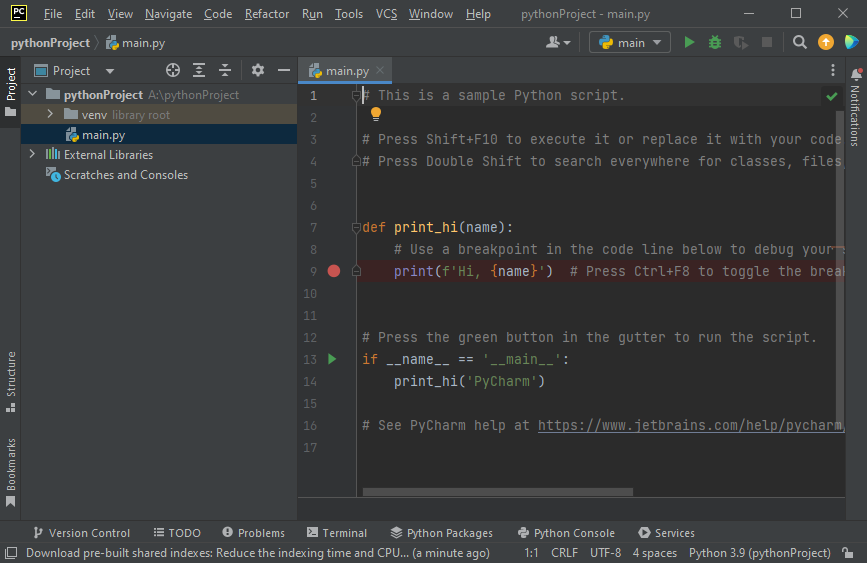 PC File Edit View Navigate Code Refactor Run Tools VCS Window Help pythonProject - main.py
pythonProject main.py main
Project
Project
main.py
pythonProject A:\pythonProject
venv library root
main.py
External Libraries
Scratches and Consoles
1 # This is a sample Python script.
2
3 # Press Shift+F10 to execute it or replace it with your code
4 # Press Double Shift to search everywhere for classes, files,
5
6
7 def print_hi(name):
8 # Use a breakpoint in the code line below to debug your s
9 print(f'Hi, {name}') # Press Ctrl+F8 to toggle the break
10
11
12 # Press the green button in the gutter to run the script.
13 if __name__ == '__main__':
14 print_hi('PyCharm')
15
16 # See PyCharm help at https://www.jetbrains.com/help/pycharm/
17
Notifications
Structure
Bookmarks
Version Control TODO Problems Terminal Python Packages Python Console Services
Download pre-built shared indexes: Reduce the indexing time and CPU... (a minute ago) 1:1 CRLF UTF-8 4 spaces Python 3.9 (pythonProject)